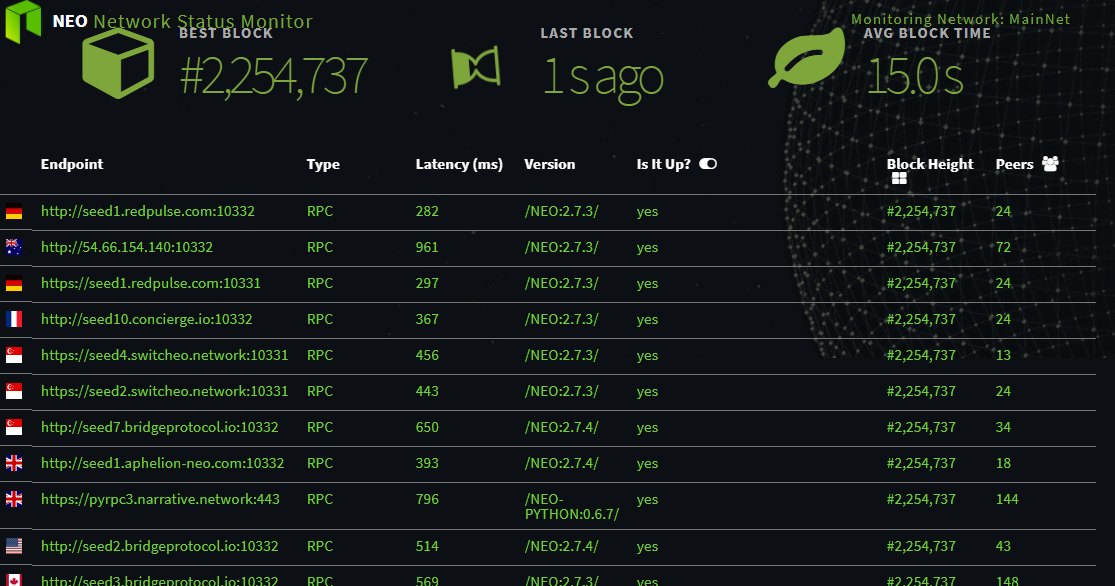 NEO Network Status Monitor
Monitoring Network: MainNet
BEST BLOCK
LAST BLOCK
AVG BLOCK TIME
#2,254,737
1 s ago
15.0 s
Endpoint Type Latency (ms) Version Is It Up? Block Height Peers
http://seed1.redpulse.com:10332 RPC 282 /NEO:2.7.3/ yes #2,254,737 24
http://54.66.154.140:10332 RPC 961 /NEO:2.7.3/ yes #2,254,737 72
http://seed1.redpulse.com:10331 RPC 297 /NEO:2.7.3/ yes #2,254,737 24
http://seed10.concierge.io:10332 RPC 367 /NEO:2.7.3/ yes #2,254,737 24
https://seed4.switcheo.network:10331 RPC 456 /NEO:2.7.3/ yes #2,254,737 13
https://seed2.switcheo.network:10331 RPC 443 /NEO:2.7.3/ yes #2,254,737 24
http://seed7.bridgeprotocol.io:10332 RPC 650 /NEO:2.7.4/ yes #2,254,737 34
http://seed1.aphelion-neo.com:10332 RPC 393 /NEO:2.7.4/ yes #2,254,737 18
https://pyrpc3.narrative.network:443 RPC 796 /NEO- yes #2,254,737 144
PYTHON:0.6.7/
http://seed2.bridgeprotocol.io:10332 RPC 514 /NEO:2.7.4/ yes #2,254,737 43
http://seed3.bridgeprotocol.io:10332 RPC 569 /NEO:2.7.3/ yes #2,254,737 148